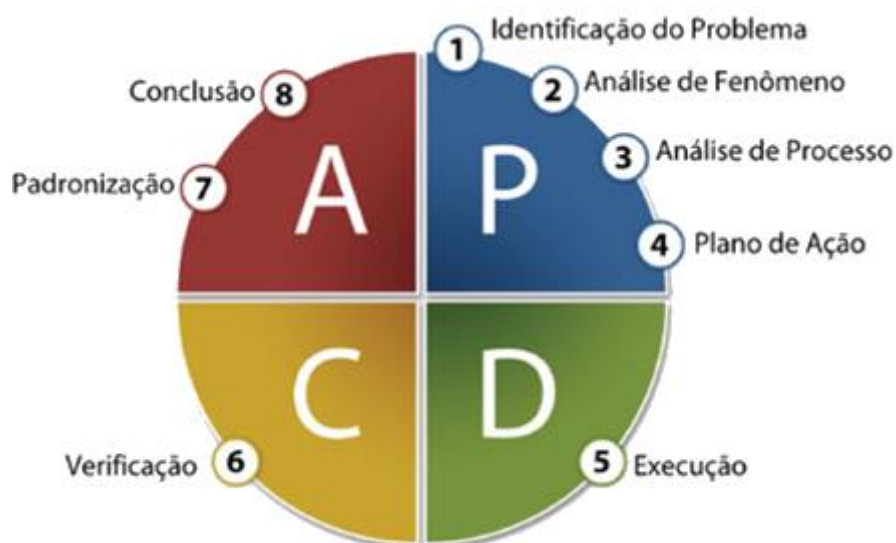 1 Identificação do Problema
2 Análise de Fenômeno
3 Análise de Processo
4 Plano de Ação
5 Execução
6 Verificação
7 Padronização
8 Conclusão
A P
C D